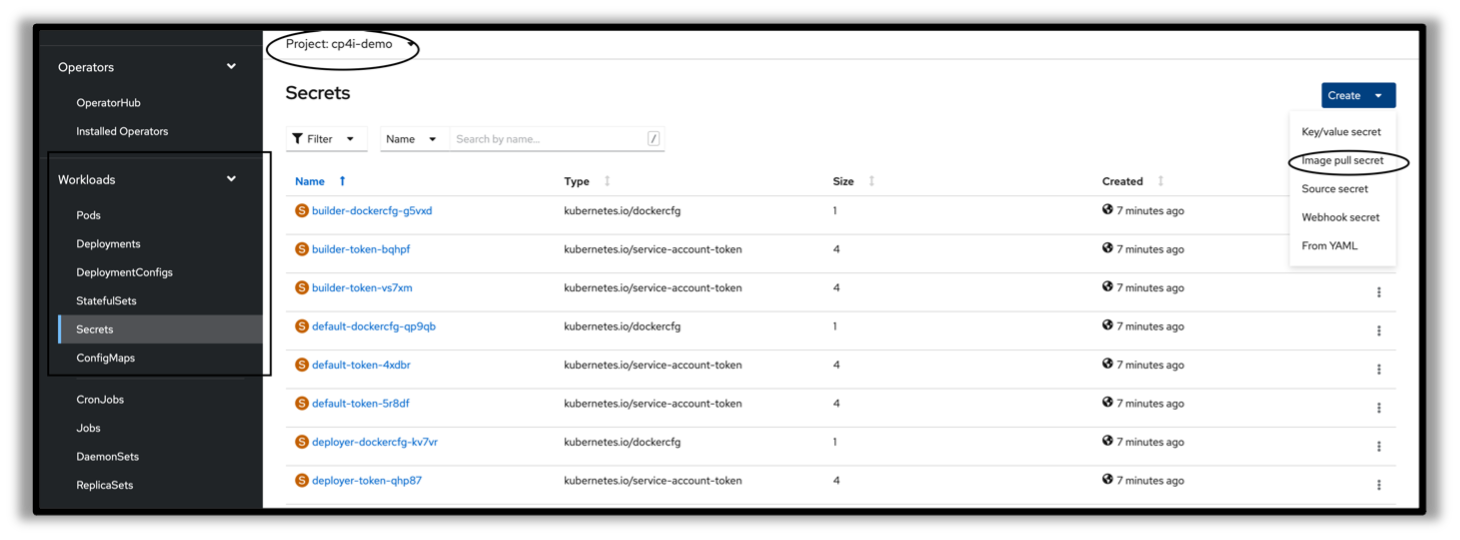 Project: cp4i-demo
Operators
OperatorHub
Installed Operators
Workloads
Pods
Deployments
DeploymentConfigs
StatefulSets
Secrets
ConfigMaps
CronJobs
Jobs
DaemonSets
ReplicaSets
Secrets
Create
Filter Name Search by name... /
Key/value secret
Image pull secret
Source secret
Webhook secret
From YAML
Name Type Size Created
S builder-dockercfg-g5vxd kubernetes.io/dockercfg 1 7 minutes ago
S builder-token-bqhpf kubernetes.io/service-account-token 4 7 minutes ago
S builder-token-vs7xm kubernetes.io/service-account-token 4 7 minutes ago
S default-dockercfg-qp9qb kubernetes.io/dockercfg 1 7 minutes ago
S default-token-4xdbr kubernetes.io/service-account-token 4 7 minutes ago
S default-token-5r8df kubernetes.io/service-account-token 4 7 minutes ago
S deployer-dockercfg-kv7vr kubernetes.io/dockercfg 1 7 minutes ago
S deployer-token-qhp87 kubernetes.io/service-account-token 4 7 minutes ago